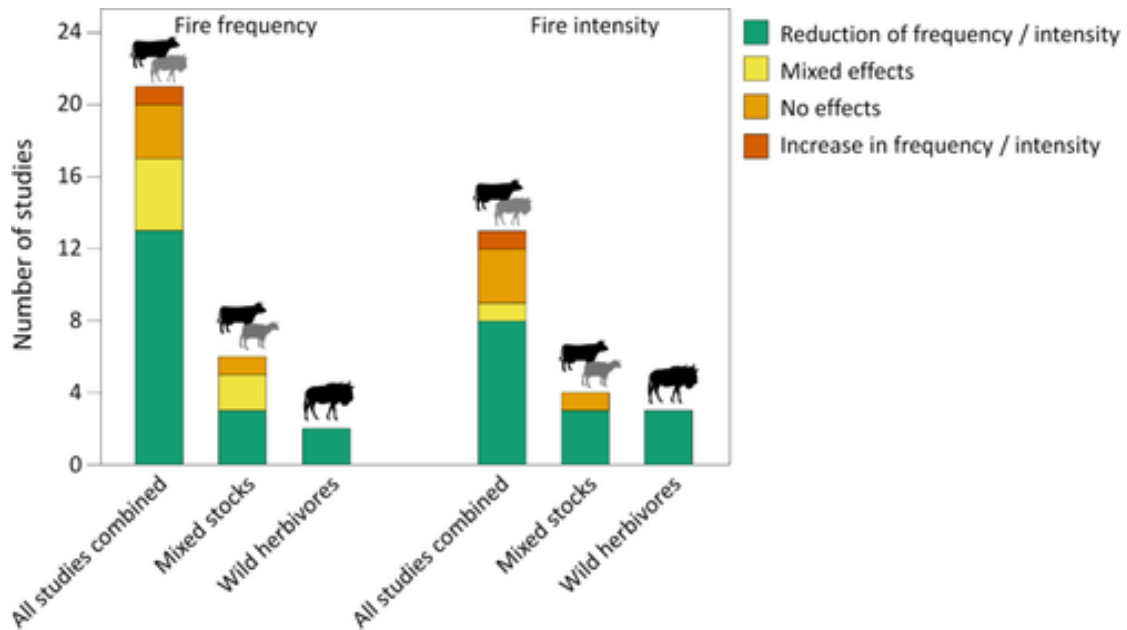 Fire frequency
Fire intensity
Reduction of frequency / intensity
Mixed effects
No effects
Increase in frequency / intensity
Number of studies
24
20
16
12
8
4
0
All studies combined
Mixed stocks
Wild herbivores
All studies combined
Mixed stocks
Wild herbivores